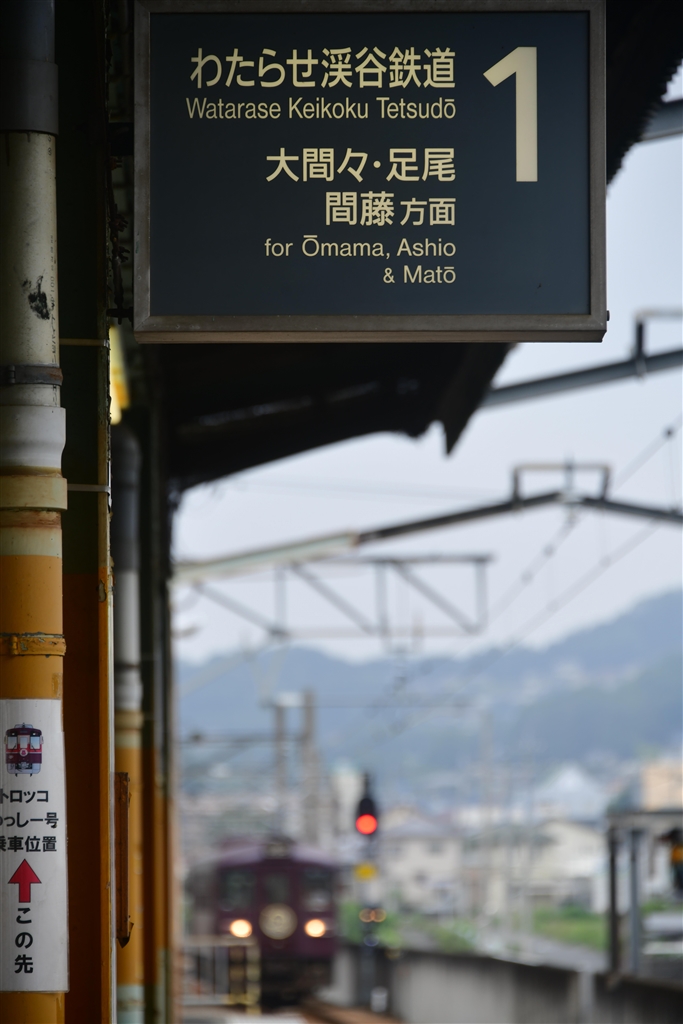 わたらせ渓谷鉄道
Watarase Keikoku Tetsudō
1
大間々・足尾
間藤 方面
for Ōmama, Ashio
& Matō
トロッコ
わっしー号
乗車位置
この先